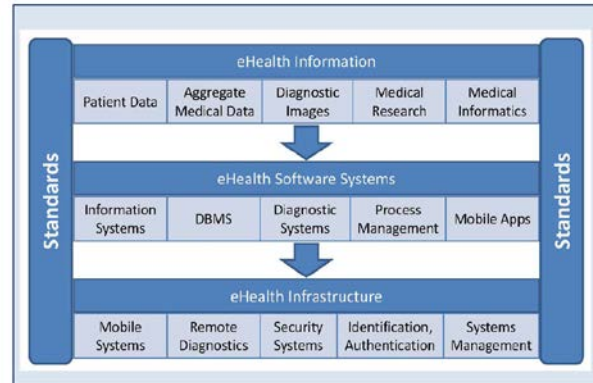 Standards
eHealth Information
Patient Data
Aggregate
Medical Data
Diagnostic
Images
Medical
Research
Medical
Informatics
eHealth Software Systems
Information
Systems
DBMS
Diagnostic
Systems
Process
Management
Mobile Apps
eHealth Infrastructure
Mobile
Systems
Remote
Diagnostics
Security
Systems
Identification,
Authentication
Systems
Management
Standards